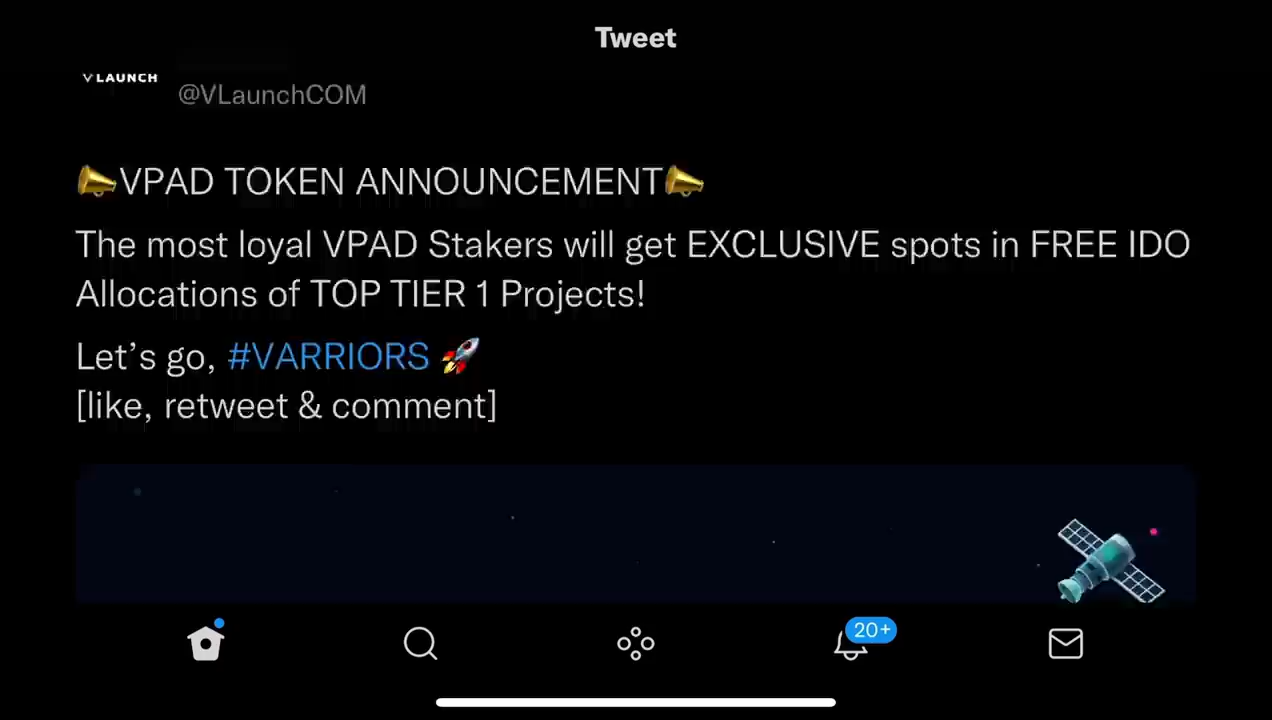 Tweet
VLAUNCH
@VLaunchCOM
📣VPAD TOKEN ANNOUNCEMENT📣
The most loyal VPAD Stakers will get EXCLUSIVE spots in FREE IDO
Allocations of TOP TIER 1 Projects!
Let’s go, #VARRIORS 🚀
[like, retweet & comment]
20+